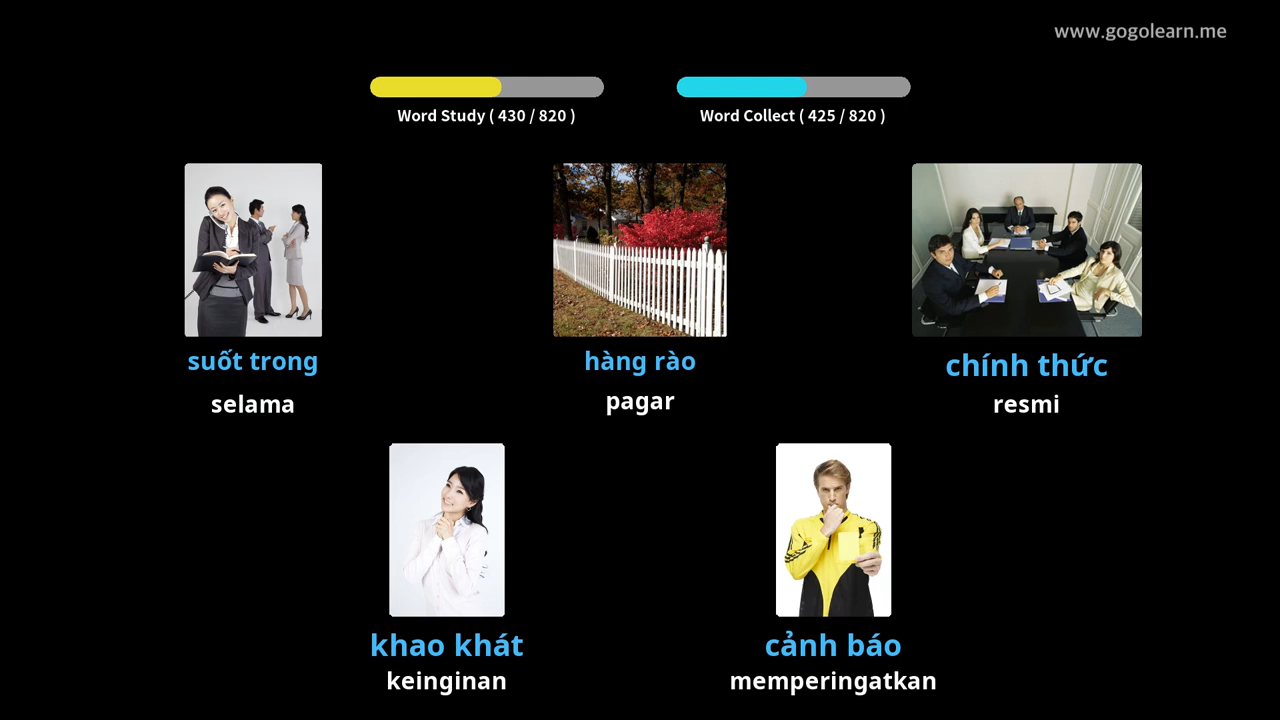 www.gogolearn.me
Word Study ( 430 / 820 )
Word Collect ( 425 / 820 )
suốt trong
hàng rào
chính thức
selama
pagar
resmi
khao khát
cảnh báo
keinginan
memperingatkan